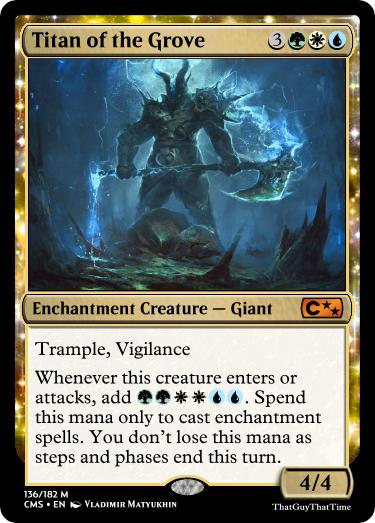 Titan of the Grove 3
Enchantment Creature — Giant
C
Trample, Vigilance
Whenever this creature enters or
attacks, add . Spend
this mana only to cast enchantment
spells. You don't lose this mana as
steps and phases end this turn.
4/4
136/182 M
CMS • EN Vladimir Matyukhin
ThatGuyThatTime